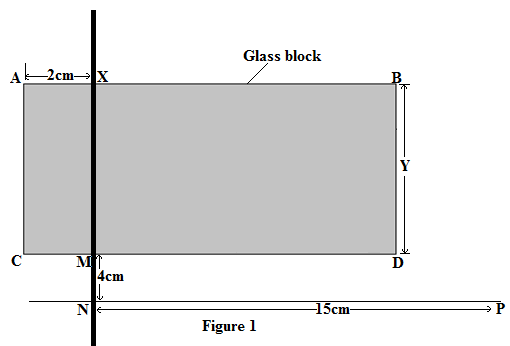 Glass block
A 2cm X B
Y
C M D
4cm
N 15cm P
Figure 1